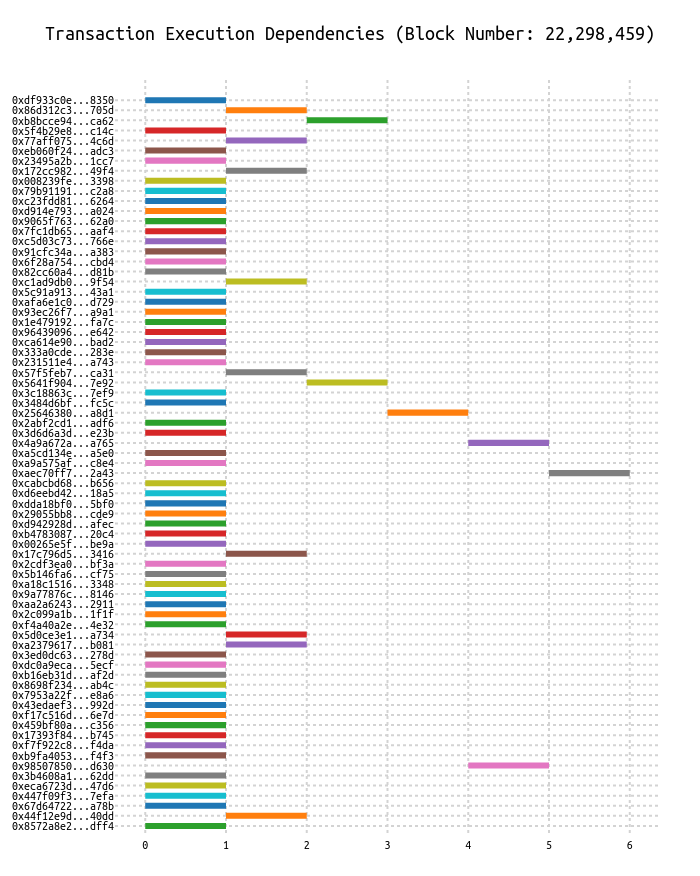 Transaction Execution Dependencies (Block Number: 22,298,459)
0xdf933c0e...8350
0x86d312c3...705d
0xb8bcce94...ca62
0x5f4b29e8...c14c
0x77aff075...4c6d
0xeb060f24...adc3
0x23495a2b...1cc7
0x172cc982...49f4
0x008239fe...3398
0x79b91191...c2a8
0xc23fdd81...6264
0xd914e793...a024
0x9065f763...62a0
0x7fc1db65...aaf4
0xc5d03c73...766e
0x91cfc34a...a383
0x6f28a754...cbd4
0x82cc60a4...d81b
0xc1ad9db0...9f54
0x5c91a913...43a1
0xafa6e1c0...d729
0x93ec26f7...a9a1
0x1e479192...fa7c
0x96439096...e642
0xca614e90...bad2
0x333a0cde...283e
0x231511e4...a743
0x57f5feb7...ca31
0x5641f904...7e92
0x3c18863c...7ef9
0x3484d6bf...fc5c
0x25646380...a8d1
0x2abf2cd1...adf6
0x3d6d6a3d...e23b
0x4a9a672a...a765
0xa5cd134e...a5e0
0xa9a575af...c8e4
0xaec70ff7...2a43
0xcabcbd68...b656
0xd6eebd42...18a5
0xdda18bf0...5bf0
0x29055bb8...cde9
0xd942928d...afec
0xb4783087...20c4
0x00265e5f...be9a
0x17c796d5...3416
0x2cdf3ea0...bf3a
0x5b146fa6...cf75
0xa18c1516...3348
0x9a77876c...8146
0xaa2a6243...2911
0x2c099a1b...1f1f
0xf4a40a2e...4e32
0x5d0ce3e1...a734
0xa2379617...b081
0x3ed0dc63...278d
0xdc0a9eca...5ecf
0xb16eb31d...af2d
0x8698f234...ab4c
0x7953a22f...e8a6
0x43edaef3...992d
0xf17c516d...6e7d
0x459bf80a...c356
0x17393f84...b745
0xf7f922c8...f4da
0xb9fa4053...f4f3
0x98507850...d630
0x3b4608a1...62dd
0xeca6723d...47d6
0x447f09f3...7efa
0x67d64722...a78b
0x44f12e9d...40dd
0x8572a8e2...dff4
0 1 2 3 4 5 6